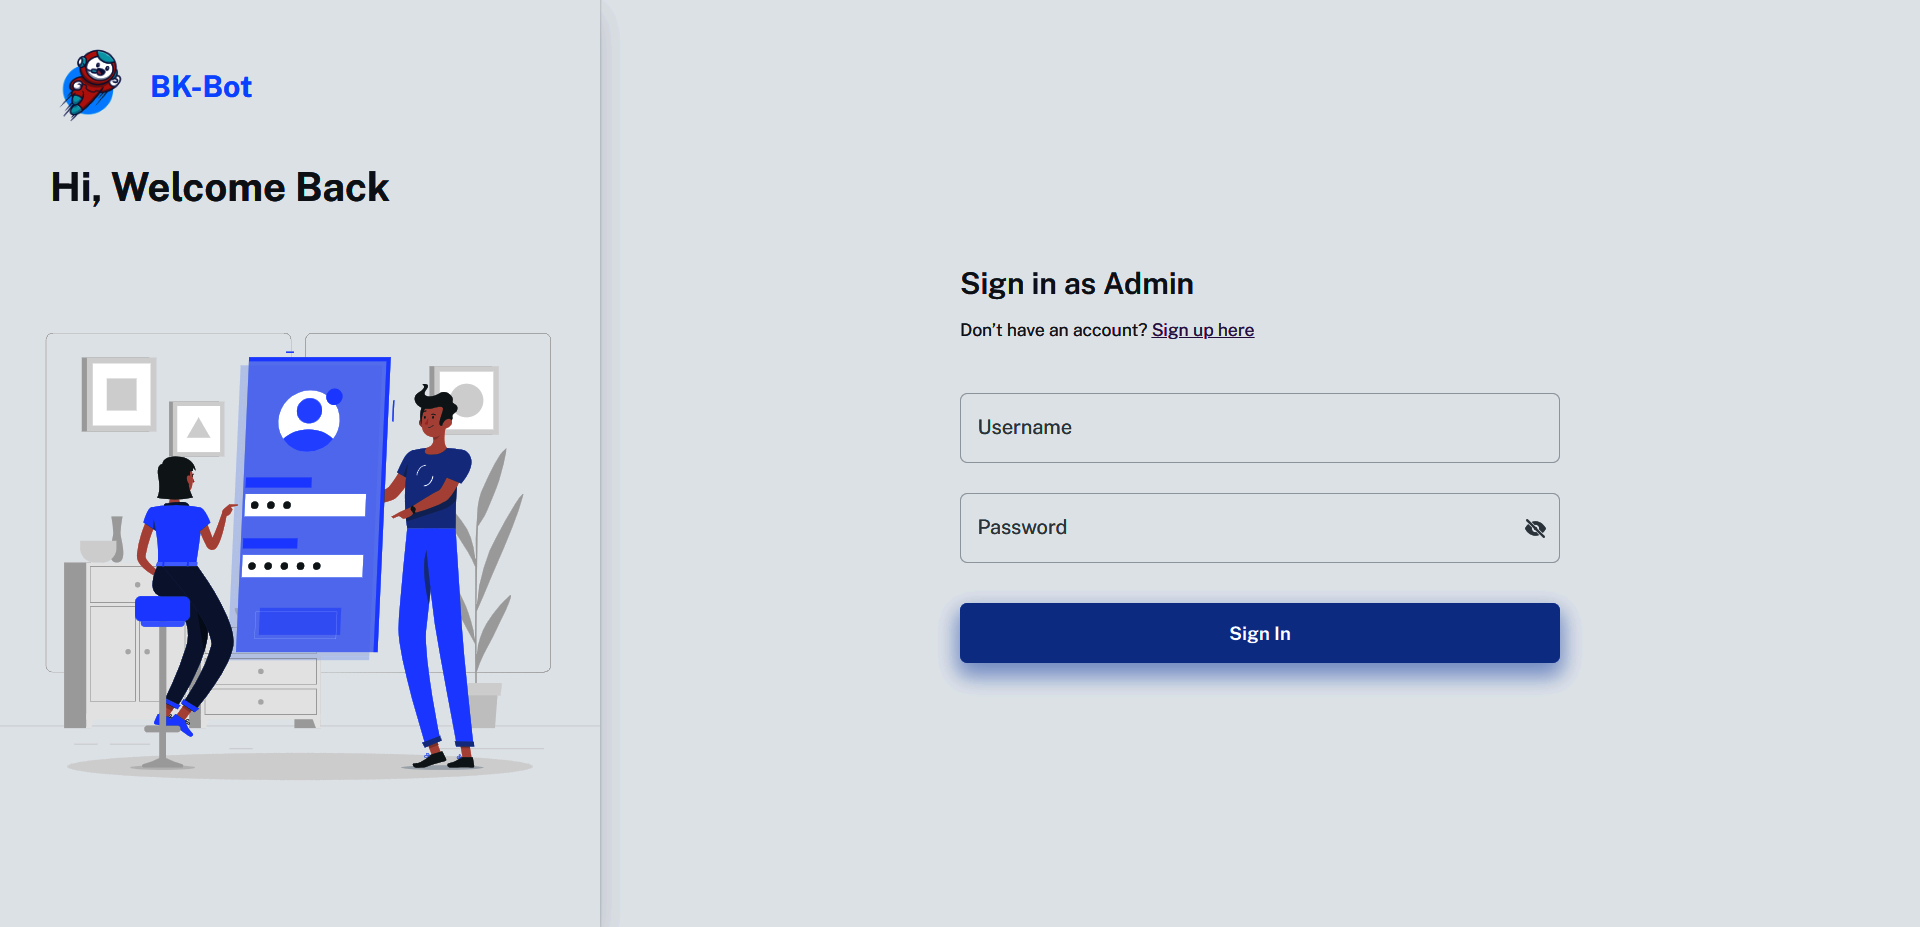 BK-Bot
Hi, Welcome Back
Sign in as Admin
Don't have an account? Sign up here
Username
Password
Sign In